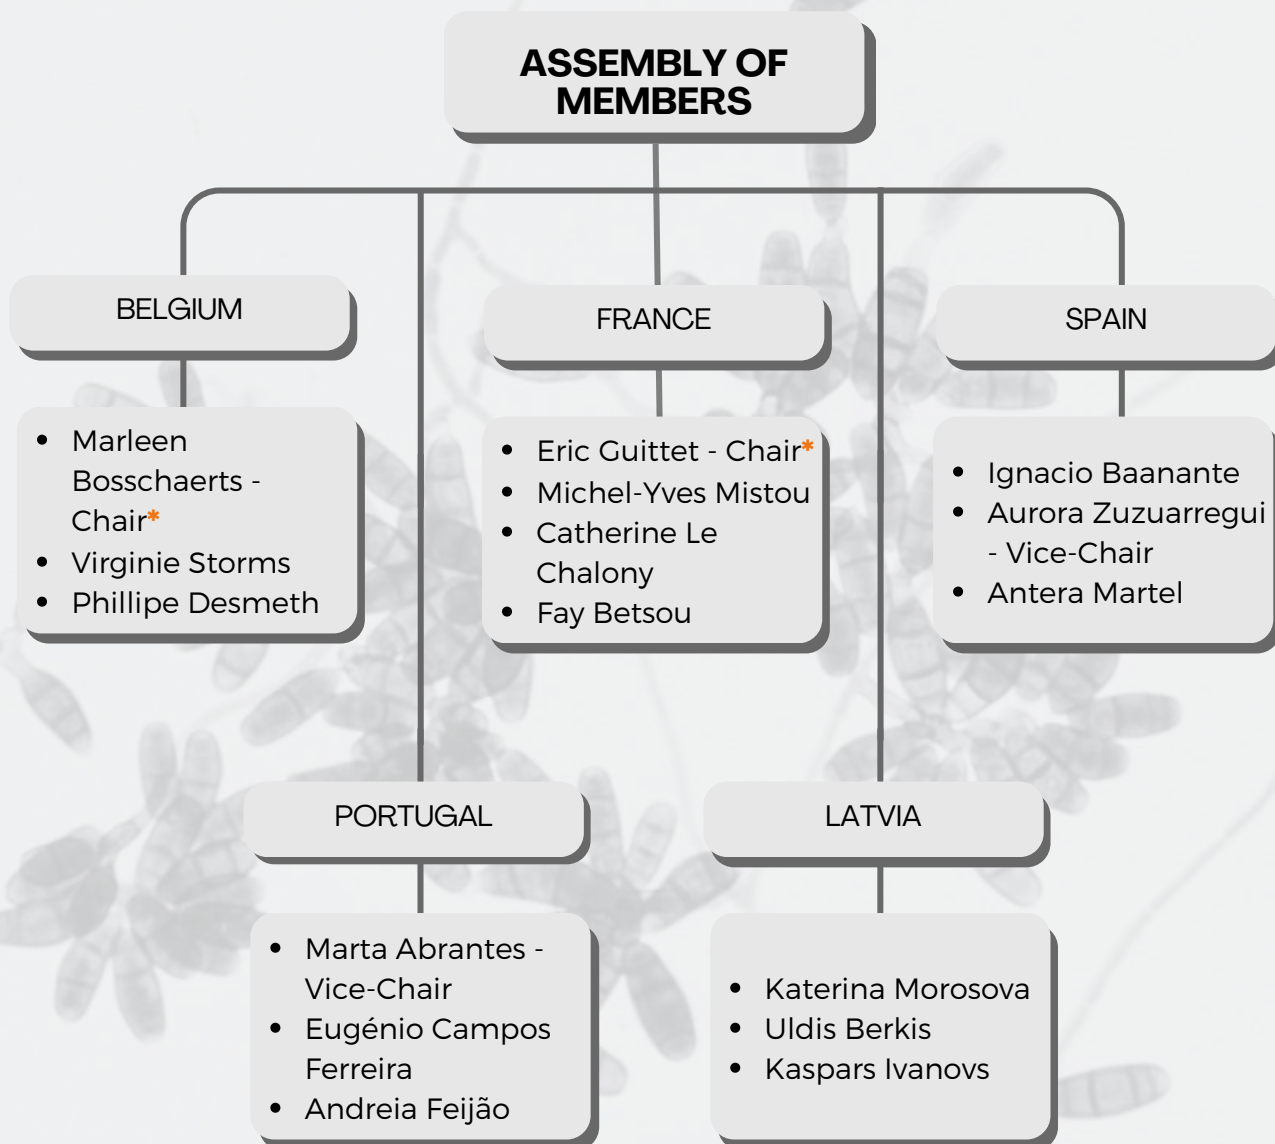 ASSEMBLY OF
MEMBERS
BELGIUM
• Marleen
Bosschaerts -
Chair*
• Virginie Storms
• Phillipe Desmeth
FRANCE
• Eric Guittet - Chair*
• Michel-Yves Mistou
• Catherine Le
Chalony
• Fay Betsou
SPAIN
• Ignacio Baanante
• Aurora Zuzuarregui
- Vice-Chair
• Antera Martel
PORTUGAL
• Marta Abrantes -
Vice-Chair
• Eugénio Campos
Ferreira
• Andreia Feijão
LATVIA
• Katerina Morosova
• Uldis Berkis
• Kaspars Ivanovs